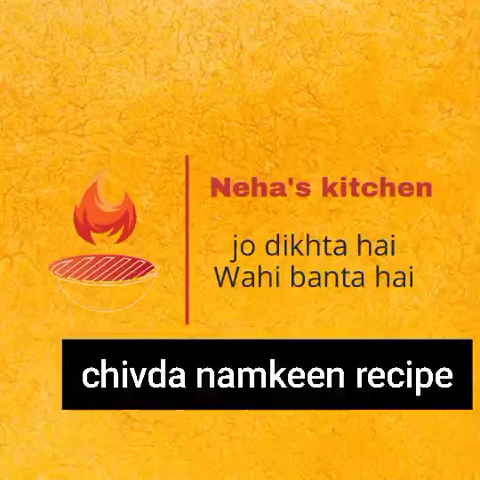 Neha's kitchen
jo dikhta hai
Wahi banta hai
chivda namkeen recipe